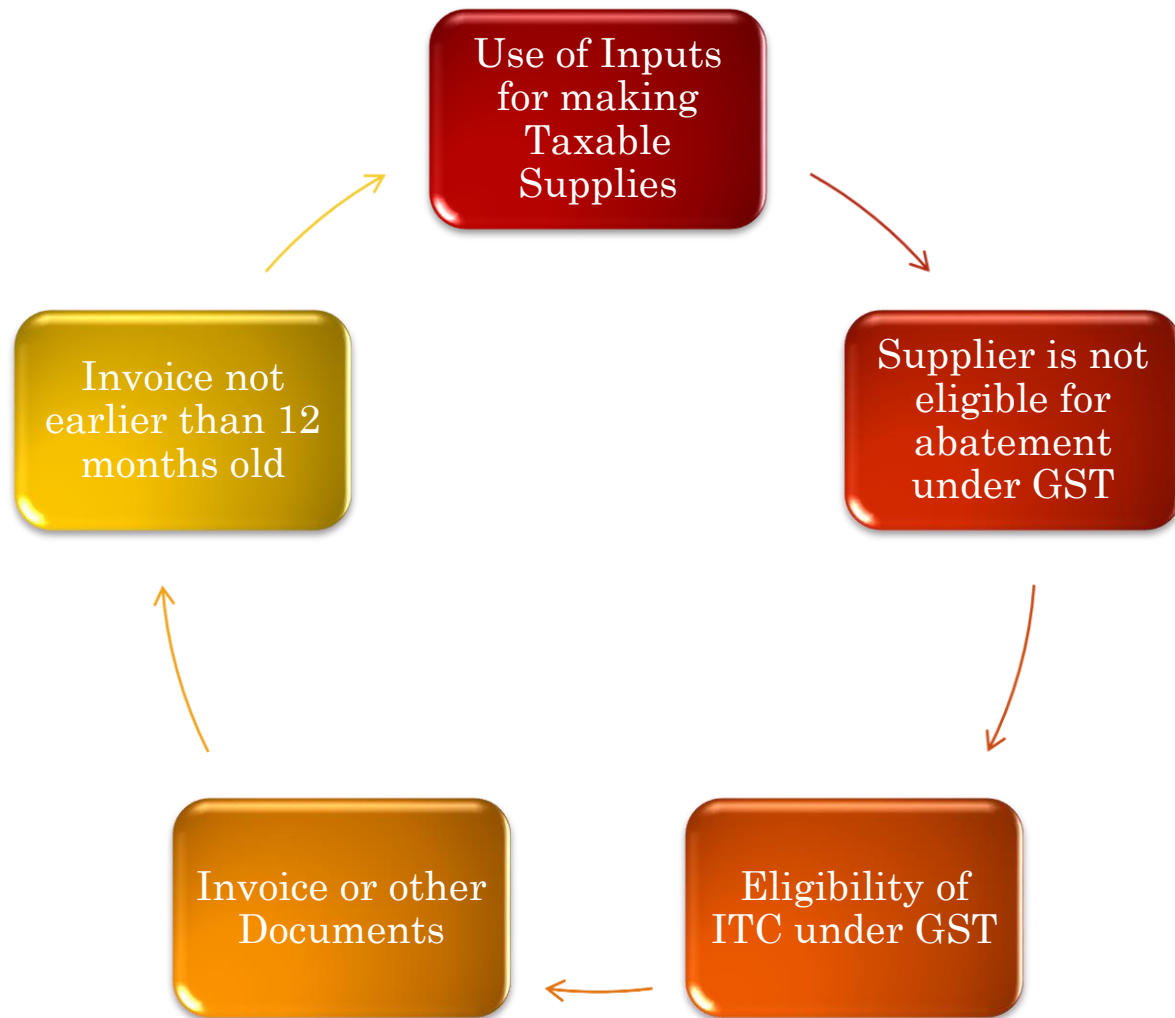 Use of Inputs
for making
Taxable
Supplies
Supplier is not
eligible for
abatement
under GST
Eligibility of
ITC under GST
Invoice or other
Documents
Invoice not
earlier than 12
months old